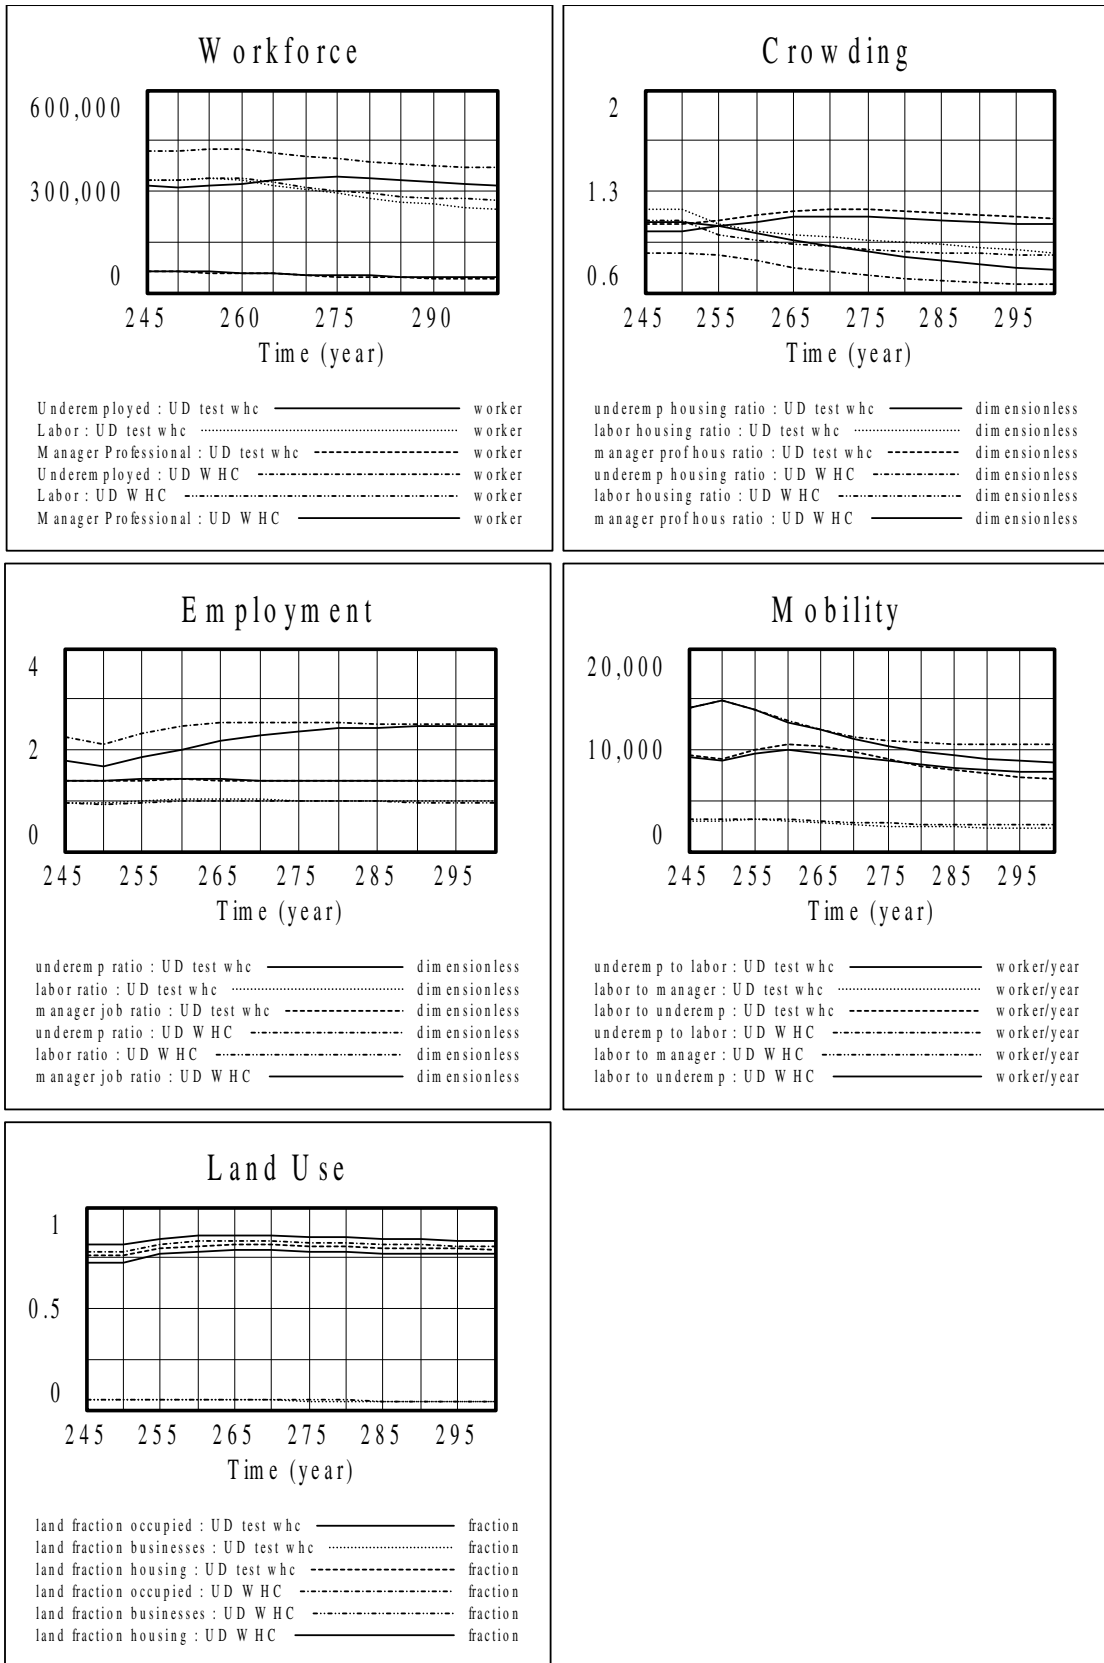 Workforce
600,000
300,000
0
245 260 275 290
Time (year)
Underemployed : UD test whc worker
Labor : UD test whc worker
Manager Professional : UD test whc worker
Underemployed : UD WHC worker
Labor : UD WHC worker
Manager Professional : UD WHC worker
Crowding
2
1.3
0.6
245 255 265 275 285 295
Time (year)
underemp housing ratio : UD test whc dimensionless
labor housing ratio : UD test whc dimensionless
manager prof hous ratio : UD test whc dimensionless
underemp housing ratio : UD WHC dimensionless
labor housing ratio : UD WHC dimensionless
manager prof hous ratio : UD WHC dimensionless
Employment
4
2
0
245 255 265 275 285 295
Time (year)
underemp ratio : UD test whc dimensionless
labor ratio : UD test whc dimensionless
manager job ratio : UD test whc dimensionless
underemp ratio : UD WHC dimensionless
labor ratio : UD WHC dimensionless
manager job ratio : UD WHC dimensionless
Mobility
20,000
10,000
0
245 255 265 275 285 295
Time (year)
underemp to labor : UD test whc worker/year
labor to manager : UD test whc worker/year
labor to underemp : UD test whc worker/year
underemp to labor : UD WHC worker/year
labor to manager : UD WHC worker/year
labor to underemp : UD WHC worker/year
Land Use
1
0.5
0
245 255 265 275 285 295
Time (year)
land fraction occupied : UD test whc fraction
land fraction businesses : UD test whc fraction
land fraction housing : UD test whc fraction
land fraction occupied : UD WHC fraction
land fraction businesses : UD WHC fraction
land fraction housing : UD WHC fraction